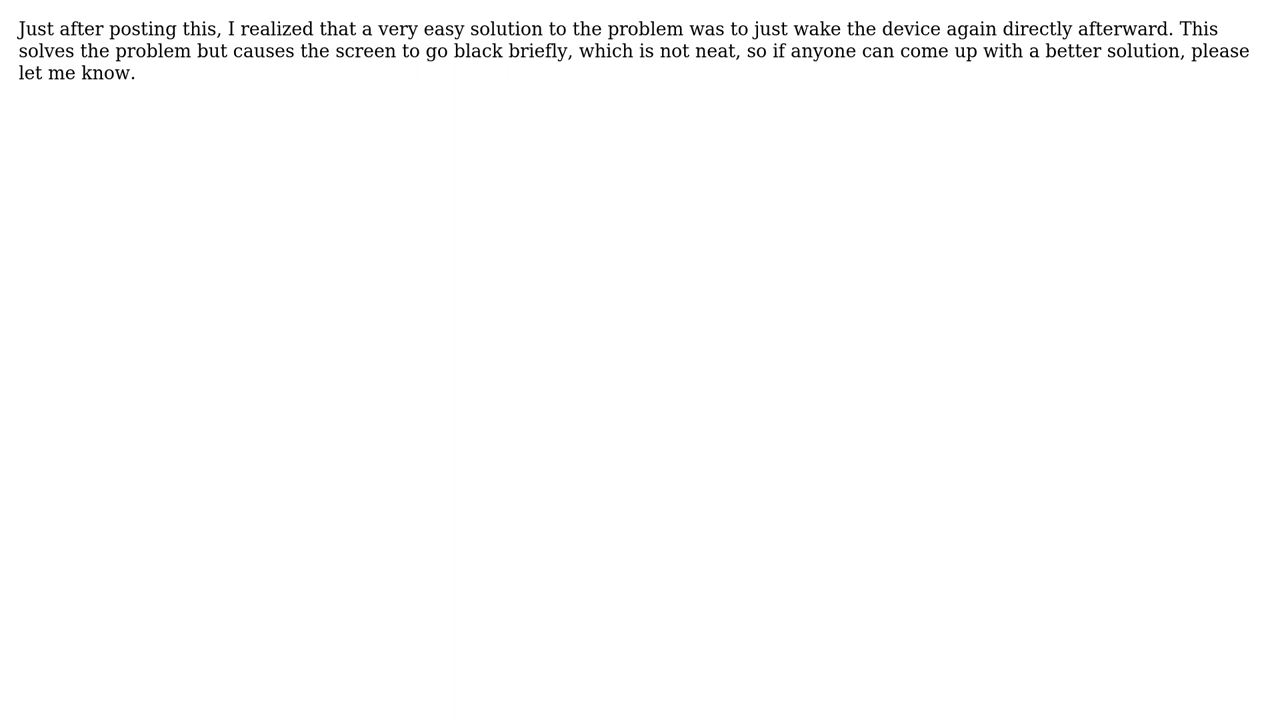 Just after posting this, I realized that a very easy solution to the problem was to just wake the device again directly afterward. This
solves the problem but causes the screen to go black briefly, which is not neat, so if anyone can come up with a better solution, please
let me know.